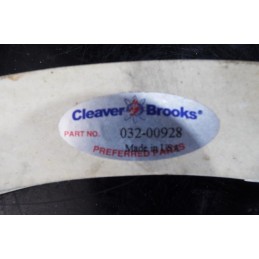 Cleaver Brooks®
PART NO. 032-00928
Made in USA
PREFERRED PARTS